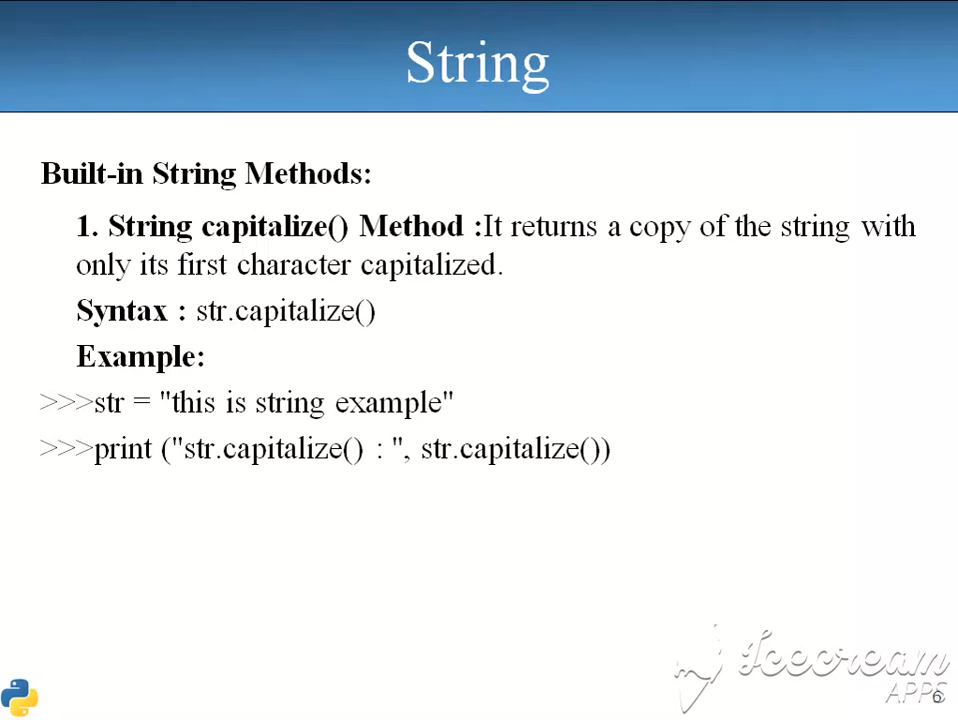 String
Built-in String Methods:
1. String capitalize() Method :It returns a copy of the string with
only its first character capitalized.
Syntax : str.capitalize()
Example:
>>>str = "this is string example"
>>>print ("str.capitalize() : ", str.capitalize())
Icecream
APPS
6